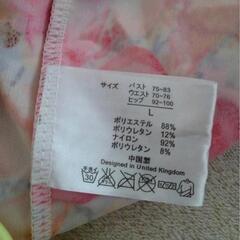 サイズ
バスト 75-83
ウエスト 70-76
ヒップ 92-100
L
ポリエステル 88%
ポリウレタン 12%
ナイロン 92%
ポリウレタン 8%
中国製
Designed in United Kingdom
30